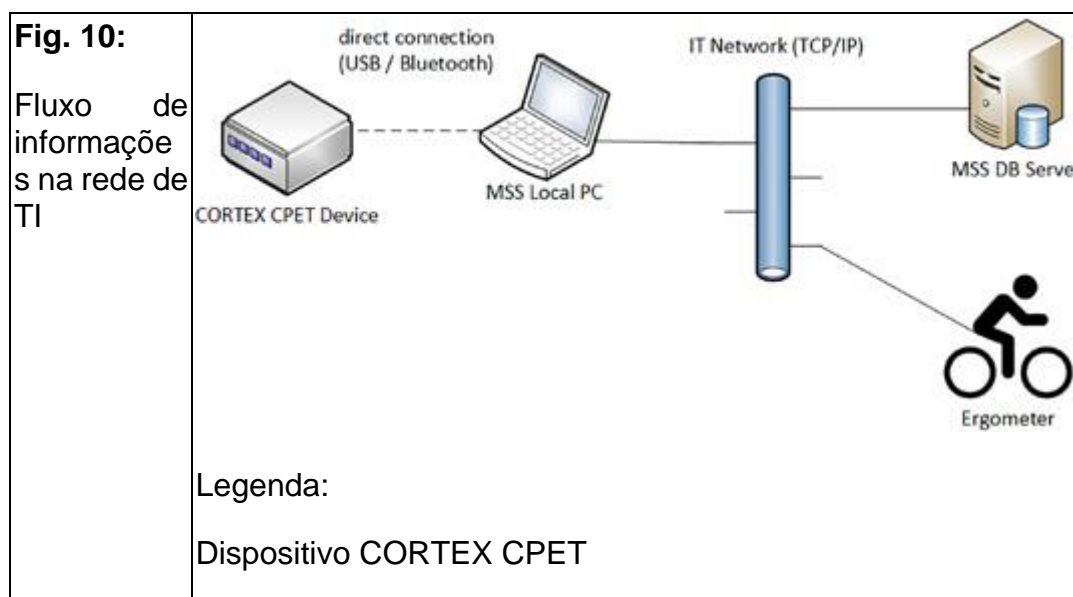 Fig. 10:
Fluxo de
informaçõe
s na rede de
TI
direct connection
(USB / Bluetooth)
IT Network (TCP/IP)
CORTEX CPET Device
MSS Local PC
MSS DB Serve
Ergometer
Legenda:
Dispositivo CORTEX CPET